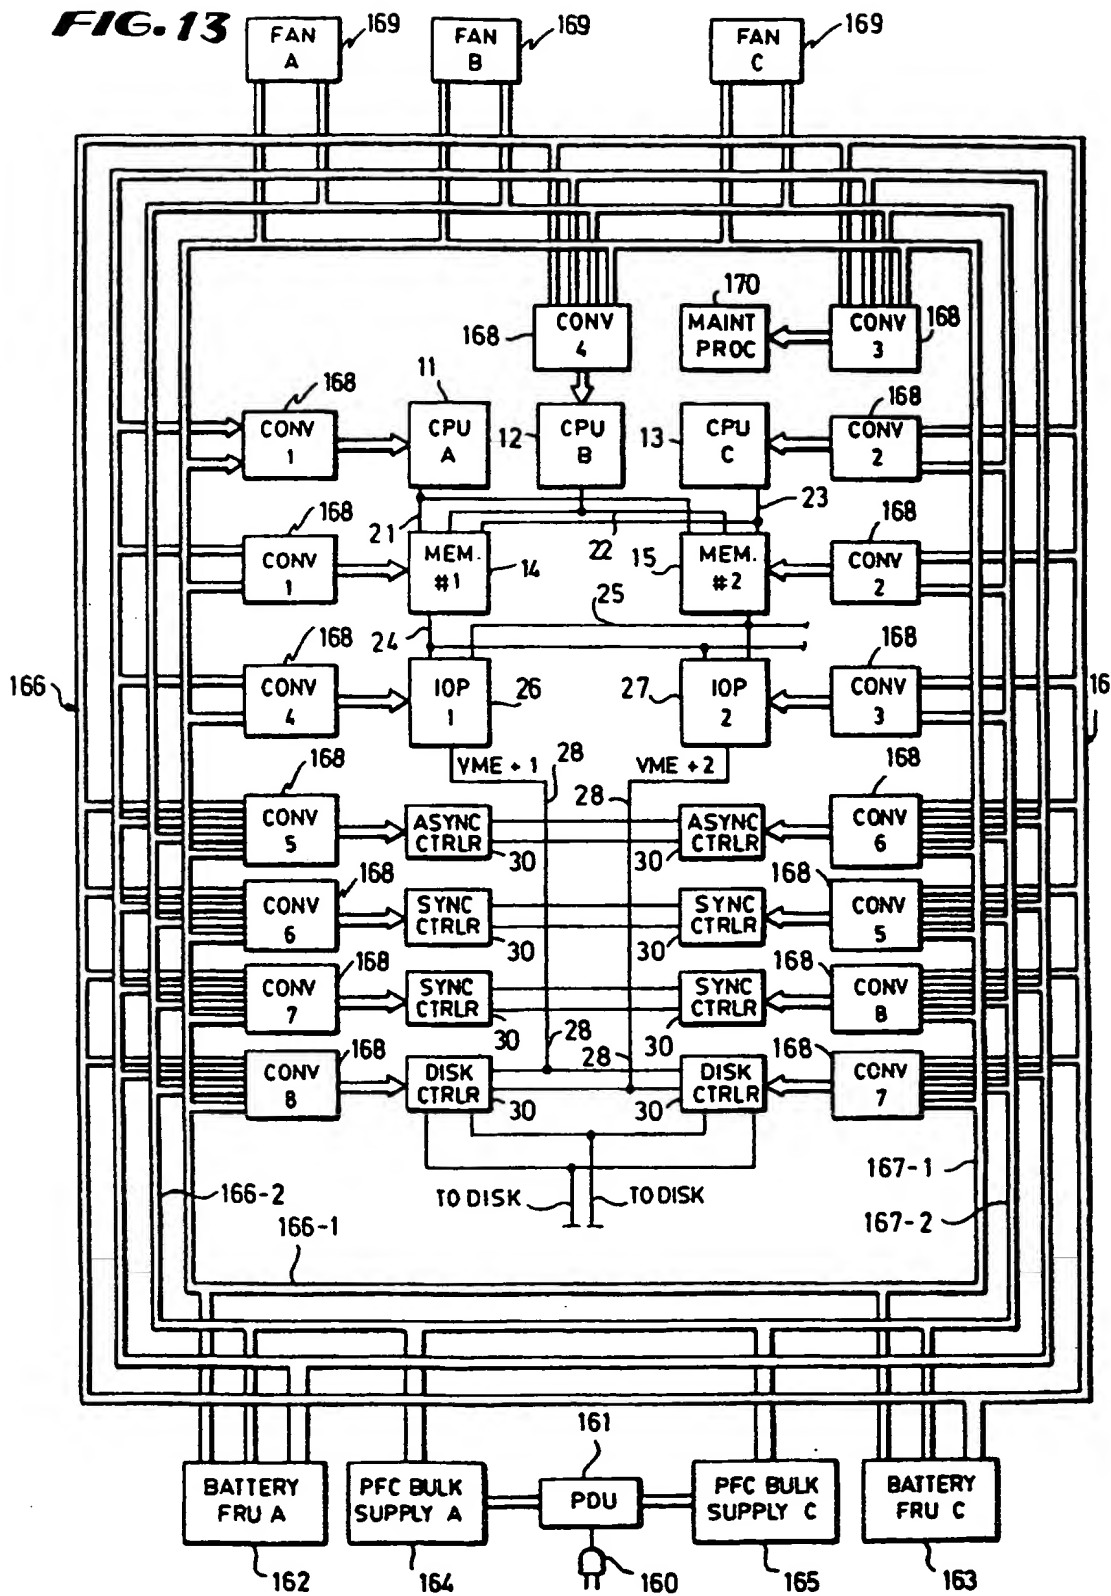 FIG. 13
FAN A
169
FAN B
169
FAN C
169
168
CONV 4
170
MAINT PROC
CONV 3
168
168
CONV 1
11
CPU A
12
CPU B
13
CPU C
168
CONV 2
21
22
23
168
CONV 1
MEM. #1
14
15
MEM. #2
168
CONV 2
24
25
166
168
CONV 4
IOP 1
26
27
IOP 2
168
CONV 3
16
VME + 1
28
28
VME + 2
168
CONV 5
ASYNC CTRLR
30
30
ASYNC CTRLR
168
CONV 6
168
CONV 6
SYNC CTRLR
30
30
SYNC CTRLR
168
CONV 5
168
CONV 7
SYNC CTRLR
30
30
SYNC CTRLR
168
CONV 8
28
28
168
CONV 8
DISK CTRLR
30
30
DISK CTRLR
168
CONV 7
166-2
TO DISK
TO DISK
167-1
166-1
167-2
BATTERY FRU A
162
PFC BULK SUPPLY A
164
161
PDU
160
PFC BULK SUPPLY C
165
BATTERY FRU C
163